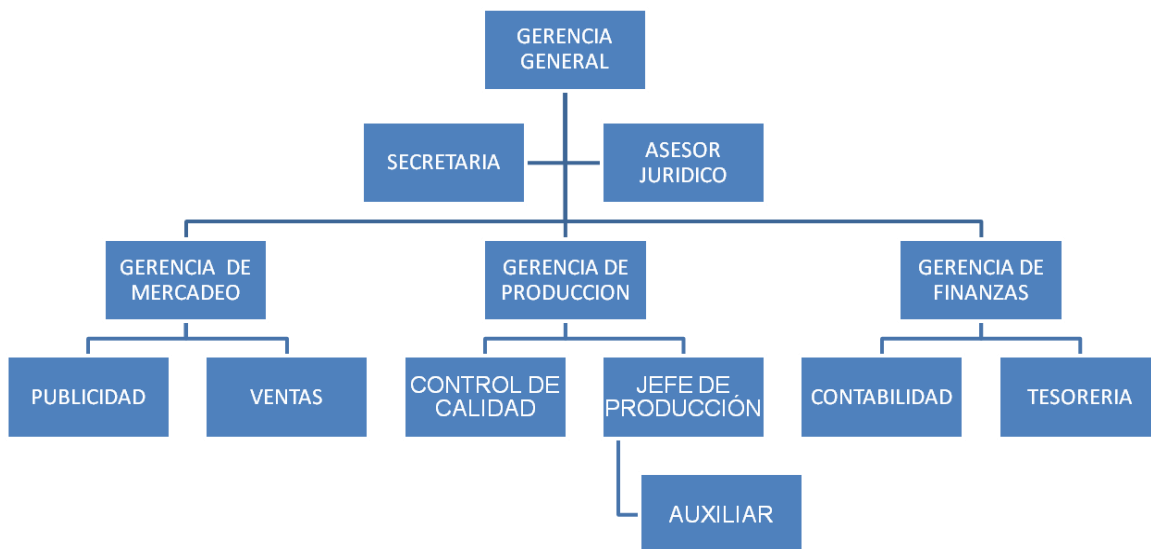 GERENCIA
GENERAL
SECRETARIA
ASESOR
JURIDICO
GERENCIA DE
MERCADEO
GERENCIA DE
PRODUCCION
GERENCIA DE
FINANZAS
PUBLICIDAD
VENTAS
CONTROL DE
CALIDAD
JEFE DE
PRODUCCIÓN
CONTABILIDAD
TESORERIA
AUXILIAR